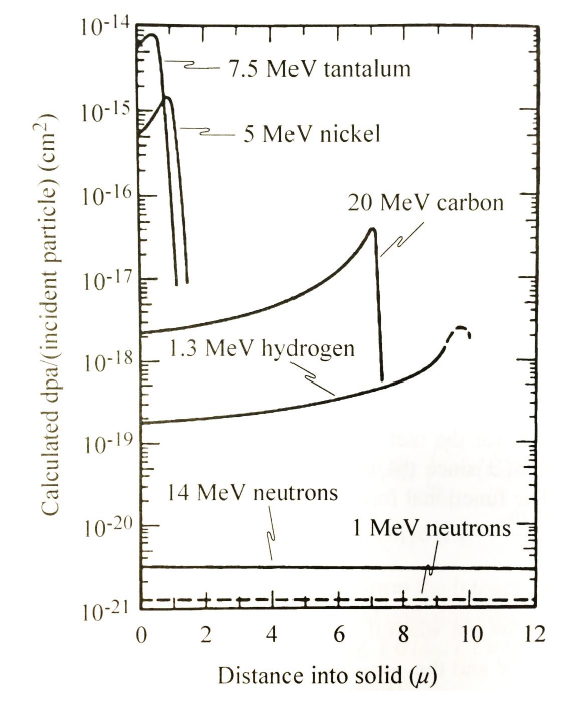 10-14
7.5 MeV tantalum
10-15
5 MeV nickel
10-16
20 MeV carbon
10-17
10-18
1.3 MeV hydrogen
10-19
14 MeV neutrons
10-20
1 MeV neutrons
10-21
0 2 4 6 8 10 12
Distance into solid (μ)
Calculated dpa/(incident particle) (cm2)